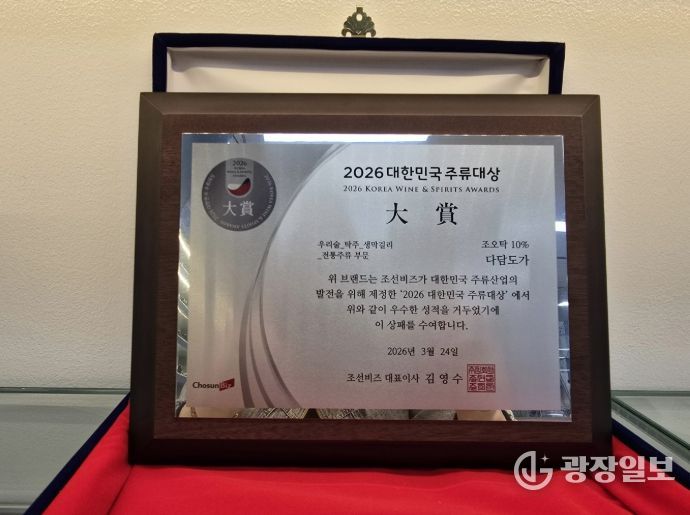 2026
KOREA
WINE & SPIRITS
AWARDS
大賞
2026 대한민국 주류대상
2026 KOREA WINE & SPIRITS AWARDS
大 賞
우리술_탁주_생막걸리
_전통주류 부문
조오탁 10%
다담도가
위 브랜드는 조선비즈가 대한민국 주류산업의
발전을 위해 제정한 '2026 대한민국 주류대상' 에서
위와 같이 우수한 성적을 거두었기에
이 상패를 수여합니다.
2026년 3월 24일
조선비즈 대표이사 김영수
ChosunBiz
광장일보